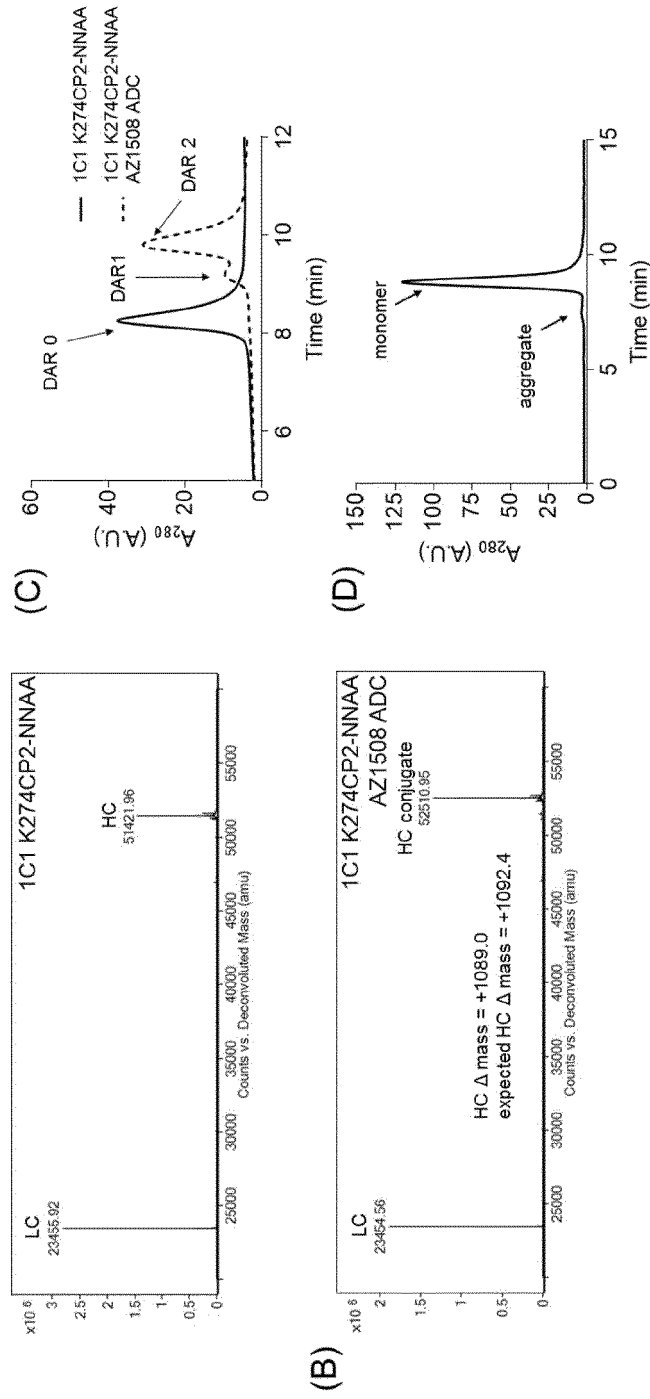 (B)
x10 6
3
2.5
2
1.5
1
0.5
0
LC
23455.92
1C1 K274CP2-NNAA
HC
51421.96
25000 30000 35000 40000 45000 50000 55000
Counts vs. Deconvoluted Mass (amu)
x10 6
2
1.5
1
0.5
0
LC
23454.56
1C1 K274CP2-NNAA
AZ1508 ADC
HC conjugate
52510.95
HC Δ mass = +1089.0
expected HC Δ mass = +1092.4
25000 30000 35000 40000 45000 50000 55000
Counts vs. Deconvoluted Mass (amu)
(C)
A280 (A.U.)
60
40
20
0
DAR 0
DAR1
DAR 2
1C1 K274CP2-NNAA
1C1 K274CP2-NNAA
AZ1508 ADC
6 8 10 12
Time (min)
(D)
A280 (A.U.)
150
125
100
75
50
25
0
monomer
aggregate
0 5 10 15
Time (min)